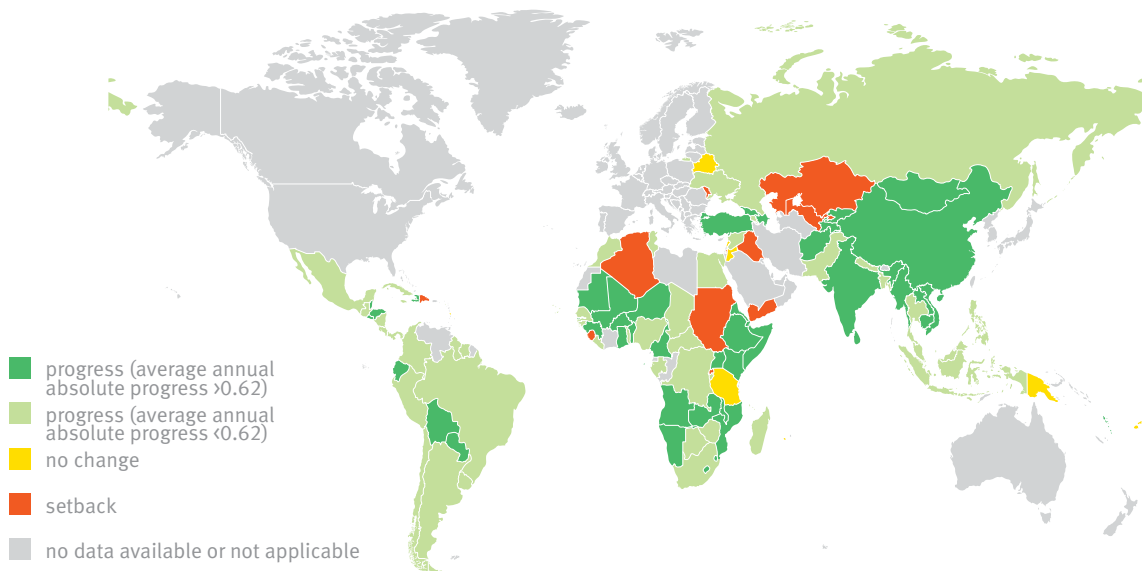 progress (average annual
absolute progress >0.62)
progress (average annual
absolute progress <0.62)
no change
setback
no data available or not applicable